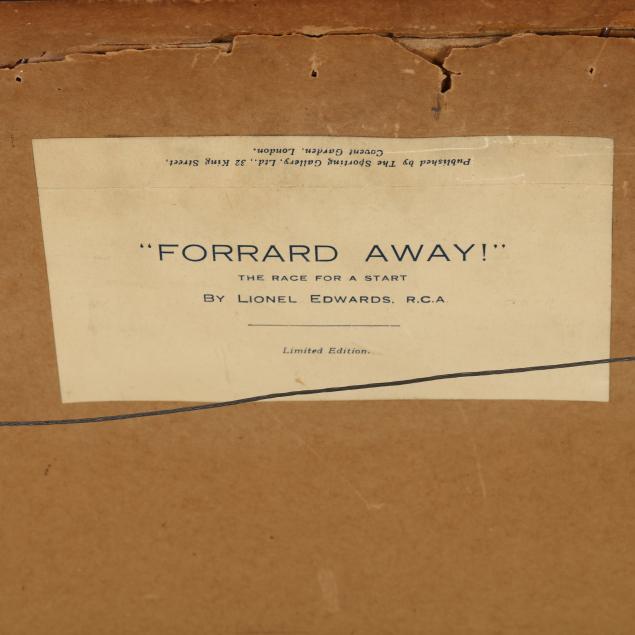 Published by The Sporting Gallery, Ltd., 32 King Street,
Covent Garden, London.
"FORRARD AWAY!"
THE RACE FOR A START
BY LIONEL EDWARDS, R.C.A.
Limited Edition.